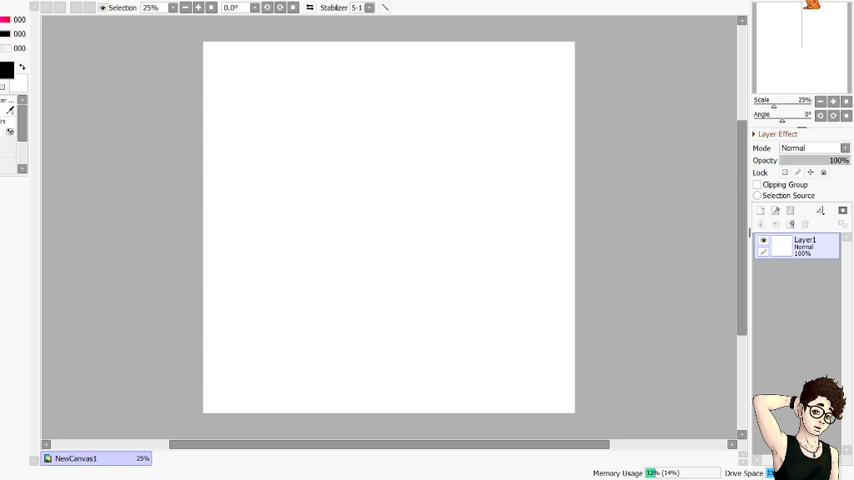 Selection 25% 0.0° Stabilizer S-1
000
000
000
Scale 25%
Angle 0°
Layer Effect
Mode Normal
Opacity 100%
Lock
Clipping Group
Selection Source
Layer1
Normal
100%
NewCanvas1 25%
Memory Usage 12% (14%) Drive Space